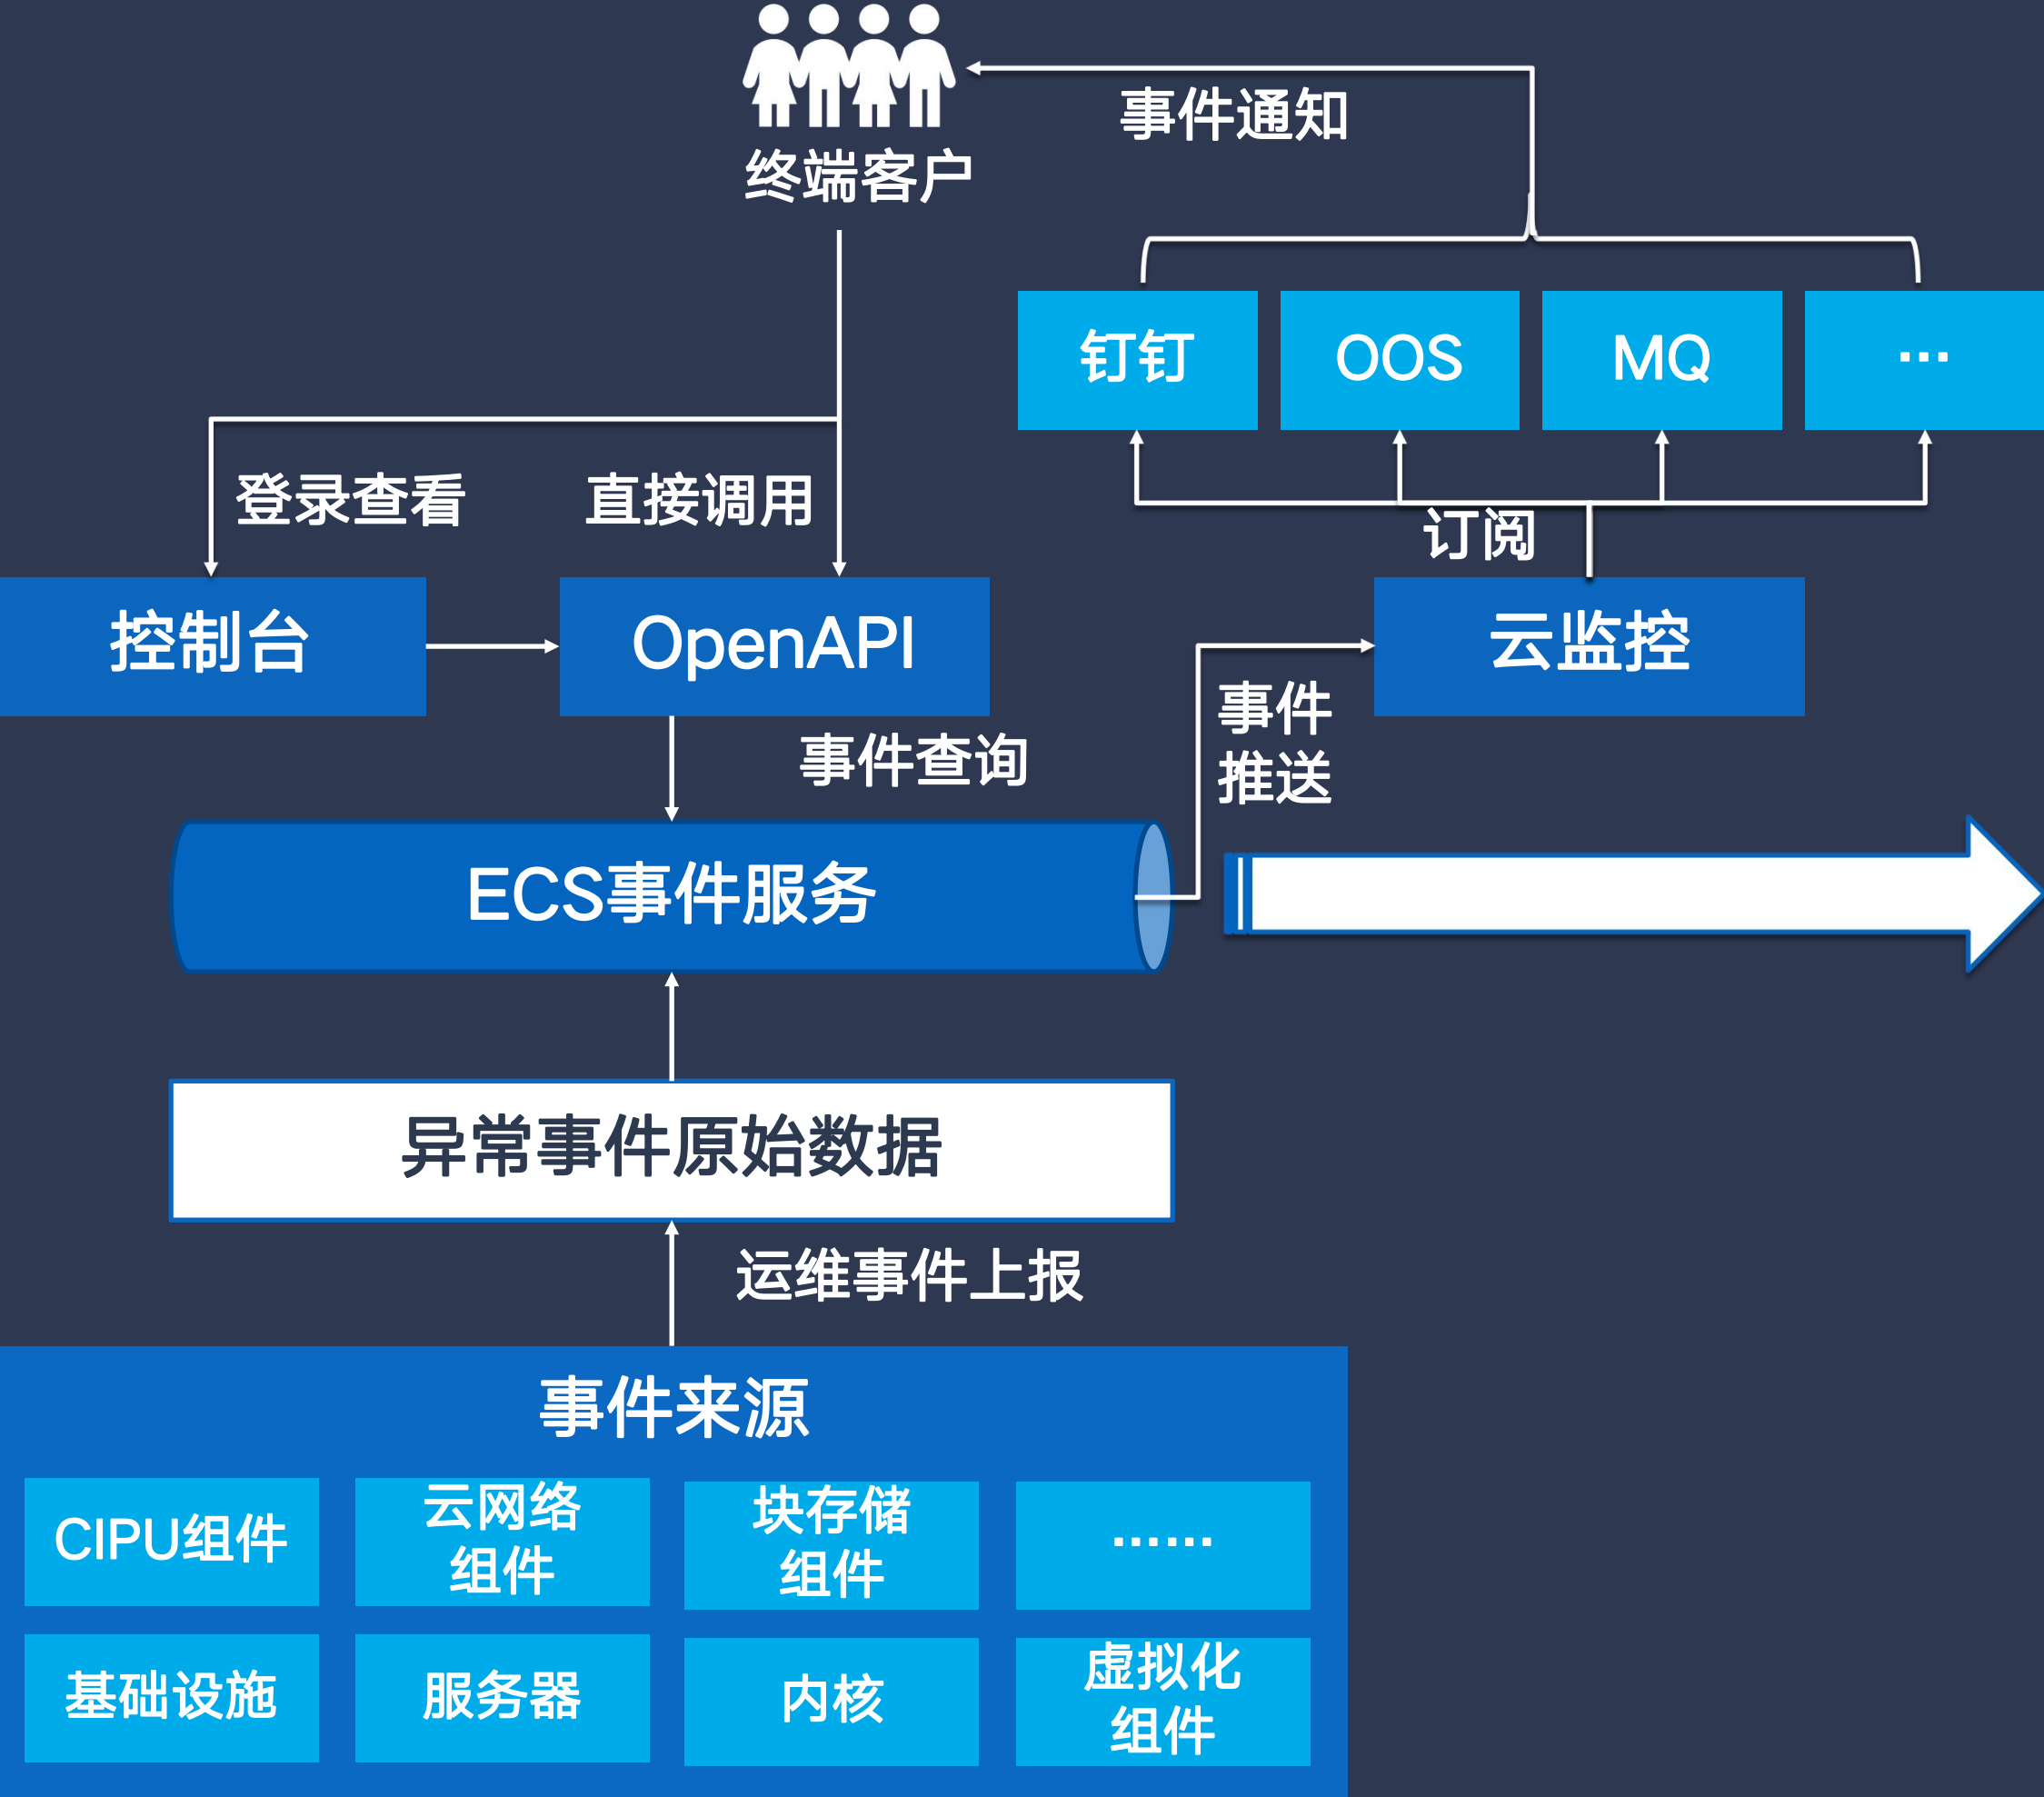 终端客户
事件通知
钉钉
OOS
MQ
...
登录查看
直接调用
订阅
控制台
OpenAPI
云监控
事件
推送
事件查询
ECS事件服务
异常事件原始数据
运维事件上报
事件来源
CIPU组件
云网络
组件
块存储
组件
......
基础设施
服务器
内核
虚拟化
组件